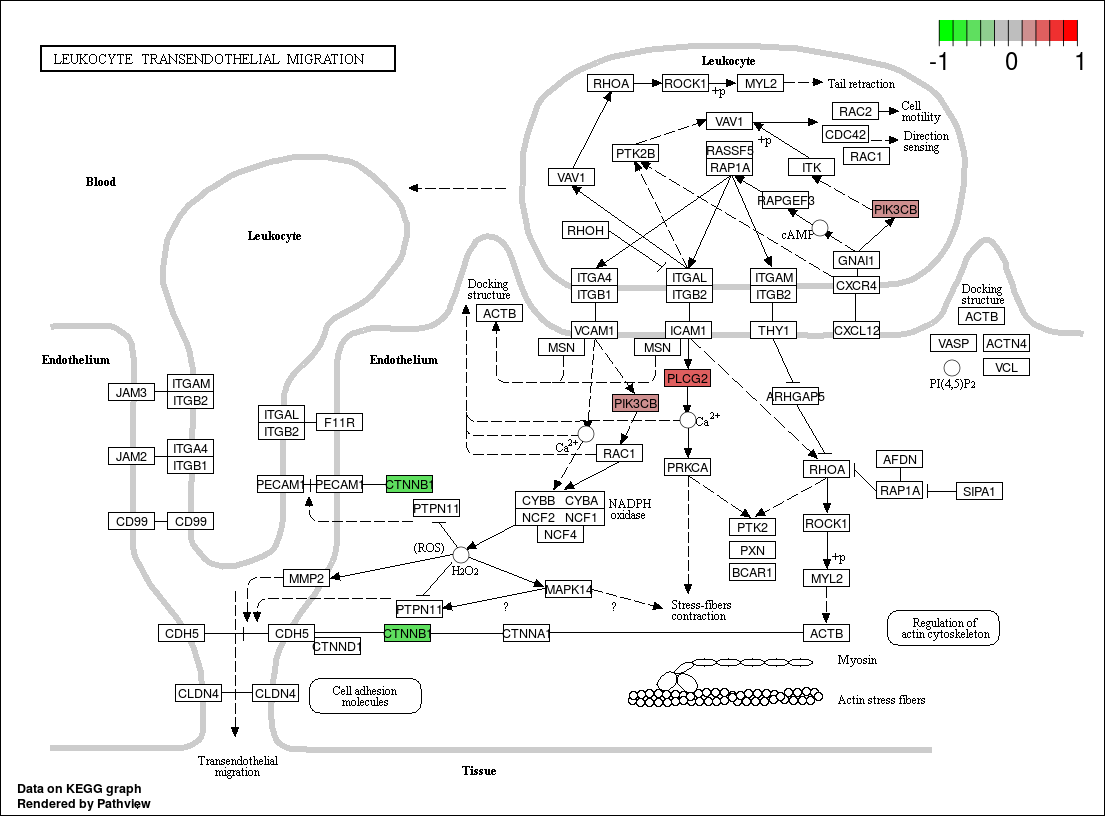 LEUKOCYTE TRANSENDOTHELIAL MIGRATION
-1 0 1
Leukocyte
RHOA
ROCK1
+p
MYL2
Tail retraction
VAV1
+p
RAC2
Cell
motility
CDC42
Direction
sensing
RAC1
PTK2B
RASSF5
RAP1A
ITK
VAV1
RAPGEF3
PIK3CB
cAMP
RHOH
GNAI1
ITGA4
ITGB1
ITGAL
ITGB2
ITGAM
ITGB2
CXCR4
Blood
Leukocyte
Docking
structure
ACTB
VCAM1
ICAM1
THY1
CXCL12
Docking
structure
ACTB
VASP
ACTN4
PI(4,5)P2
VCL
MSN
MSN
Endothelium
Endothelium
PLCG2
PIK3CB
ARHGAP5
JAM3
ITGAM
ITGB2
ITGAL
ITGB2
F11R
Ca2+
Ca2+
JAM2
ITGA4
ITGB1
RAC1
PRKCA
RHOA
AFDN
RAP1A
SIPA1
PECAM1
PECAM1
CTNNB1
CYBB CYBA
NCF2 NCF1
NCF4
NADPH
oxidase
PTPN11
CD99
CD99
PTK2
PXN
BCAR1
ROCK1
+p
MYL2
(ROS)
H2O2
MMP2
MAPK14
PTPN11
?
?
Stress-fibers
contraction
CDH5
CDH5
CTNND1
CTNNB1
CTNNA1
ACTB
Regulation of
actin cytoskeleton
Myosin
Actin stress fibers
CLDN4
CLDN4
Cell adhesion
molecules
Transendothelial
migration
Tissue
Data on KEGG graph
Rendered by Pathview